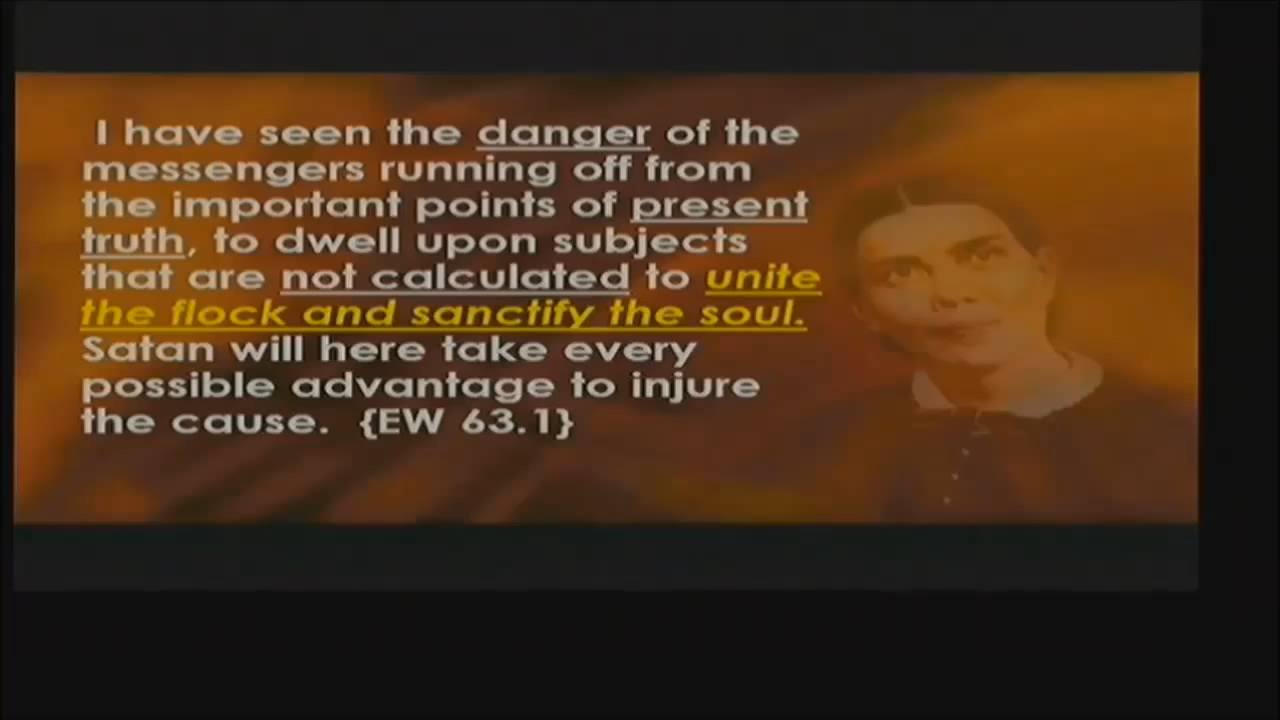 I have seen the danger of the
messengers running off from
the important points of present
truth, to dwell upon subjects
that are not calculated to unite
the flock and sanctify the soul.
Satan will here take every
possible advantage to injure
the cause. {EW 63.1}